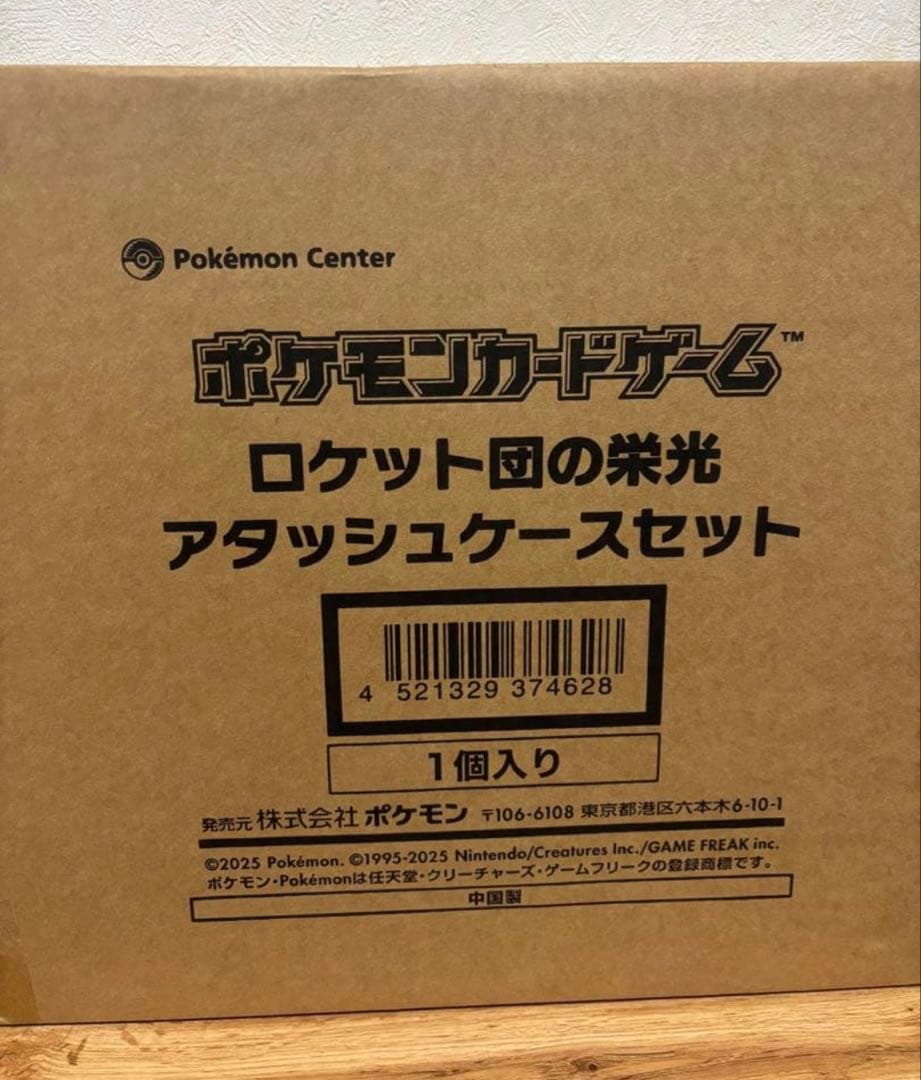 Pokémon Center
ポケモンカードゲーム™
ロケット団の栄光
アタッシュケースセット
4 521329 374628
1個入り
発売元 株式会社 ポケモン 〒106-6108 東京都港区六本木6-10-1
©2025 Pokémon. ©1995-2025 Nintendo/Creatures Inc./GAME FREAK inc.
ポケモン・Pokémonは任天堂・クリーチャーズ・ゲームフリークの登録商標です。
中国製